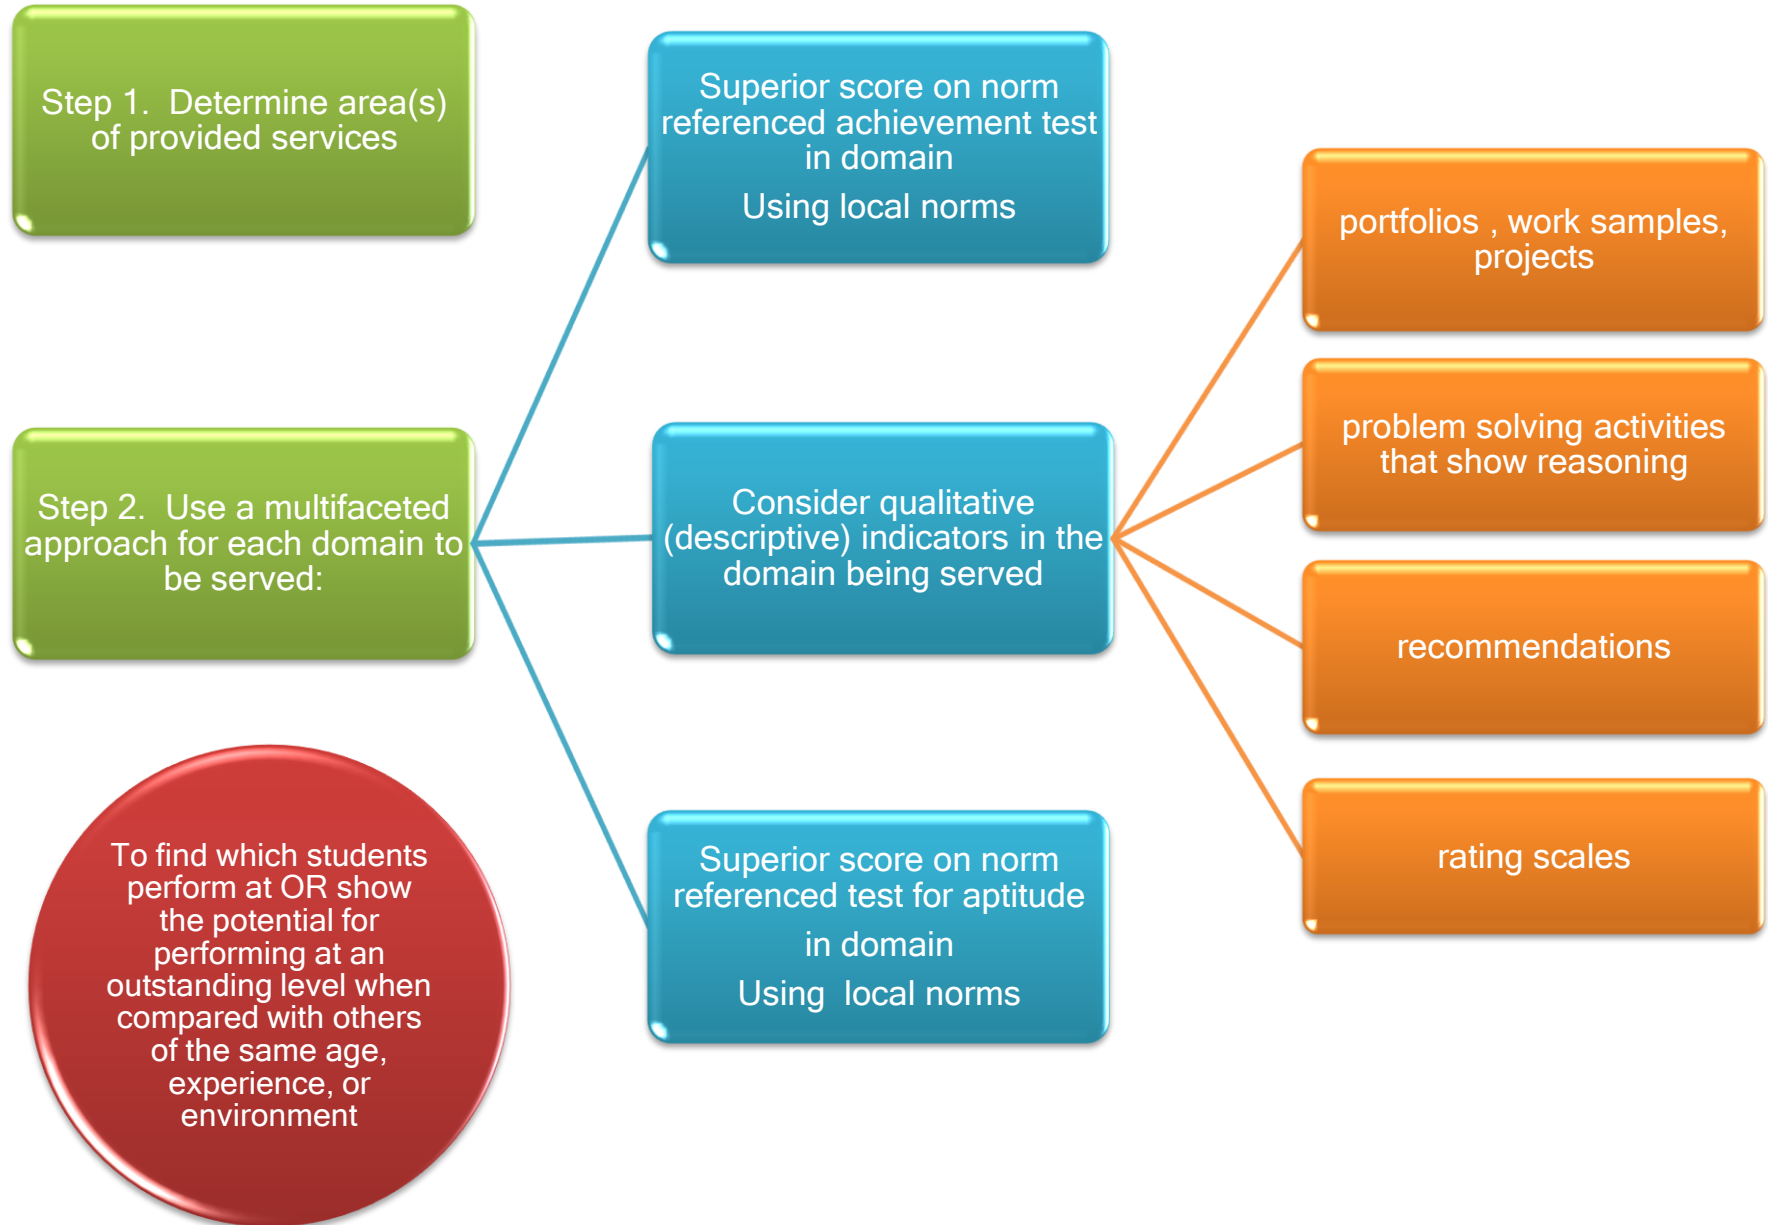 Step 1.  Determine area(s)
of provided services
Step 2.  Use a multifaceted
approach for each domain to
be served:
To find which students
perform at OR show
the potential for
performing at an
outstanding level when
compared with others
of the same age,
experience, or
environment
Superior score on norm
referenced achievement test
in domain
Using local norms
Consider qualitative
(descriptive) indicators in the
domain being served
Superior score on norm
referenced test for aptitude
in domain
Using  local norms
portfolios , work samples,
projects
problem solving activities
that show reasoning
recommendations
rating scales